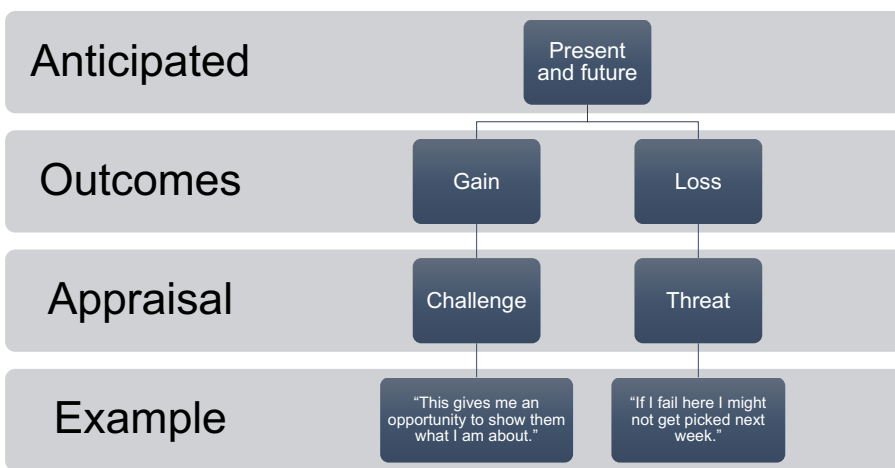 Anticipated
Present
and future
Outcomes
Gain
Loss
Appraisal
Challenge
Threat
Example
“This gives me an
opportunity to show them
what I am about.”
“If I fail here I might
not get picked next
week.”